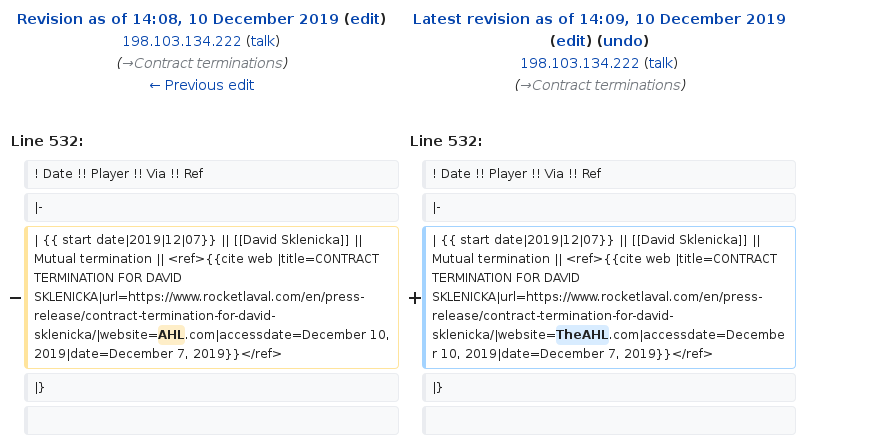 Revision as of 14:08, 10 December 2019 (edit)
198.103.134.222 (talk)
(→Contract terminations)
← Previous edit
Latest revision as of 14:09, 10 December 2019
(edit) (undo)
198.103.134.222 (talk)
(→Contract terminations)
Line 532:
Line 532:
! Date !! Player !! Via !! Ref
! Date !! Player !! Via !! Ref
|-
|-
−
| {{ start date|2019|12|07}} || [[David Sklenicka]] ||
Mutual termination || <ref>{{cite web |title=CONTRACT
TERMINATION FOR DAVID
SKLENICKA|url=https://www.rocketlaval.com/en/press-
release/contract-termination-for-david-
sklenicka/|website=AHL.com|accessdate=December 10,
2019|date=December 7, 2019}}</ref>
+
| {{ start date|2019|12|07}} || [[David Sklenicka]] ||
Mutual termination || <ref>{{cite web |title=CONTRACT
TERMINATION FOR DAVID
SKLENICKA|url=https://www.rocketlaval.com/en/press-
release/contract-termination-for-david-
sklenicka/|website=TheAHL.com|accessdate=Decembe
r 10, 2019|date=December 7, 2019}}</ref>
|}
|}